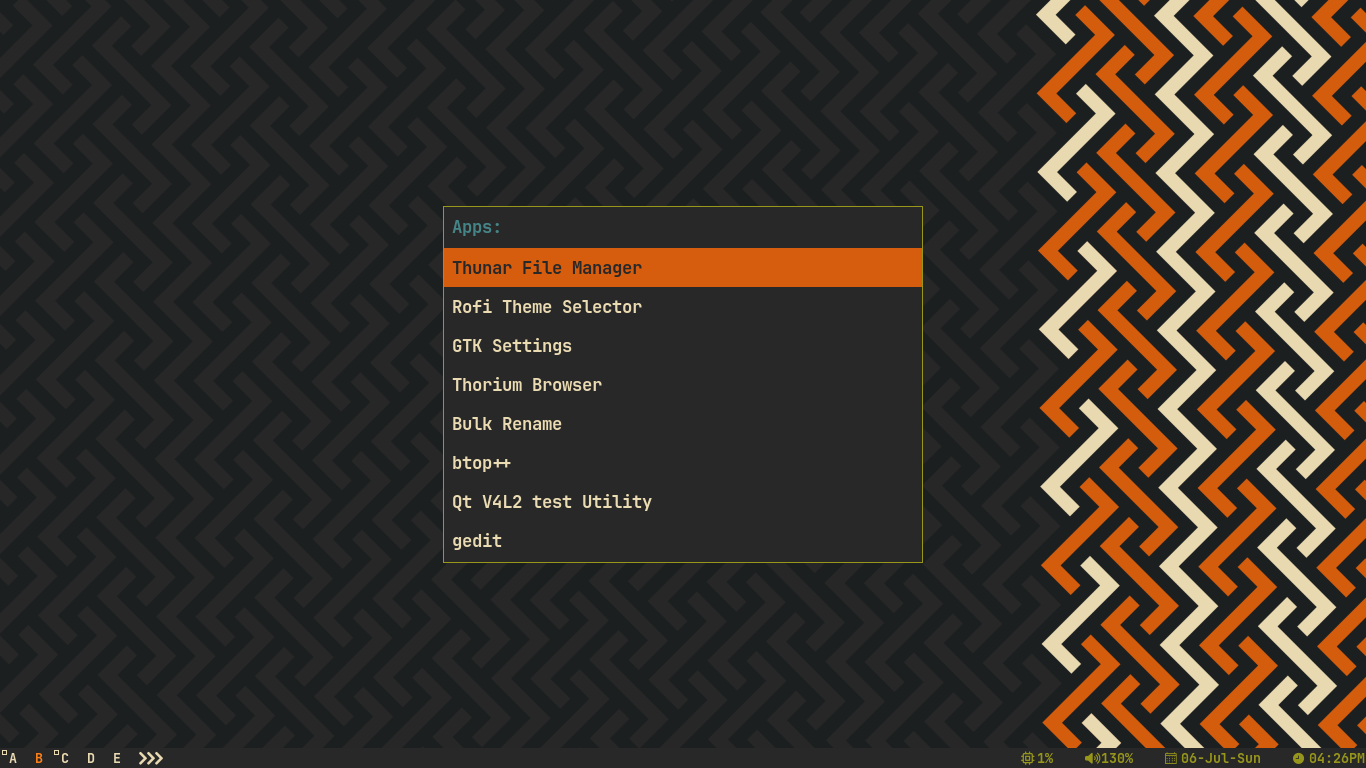 Apps:
Thunar File Manager
Rofi Theme Selector
GTK Settings
Thorium Browser
Bulk Rename
btop++
Qt V4L2 test Utility
gedit
A B C D E >>> 1% 130% 06-Jul-Sun 04:26PM